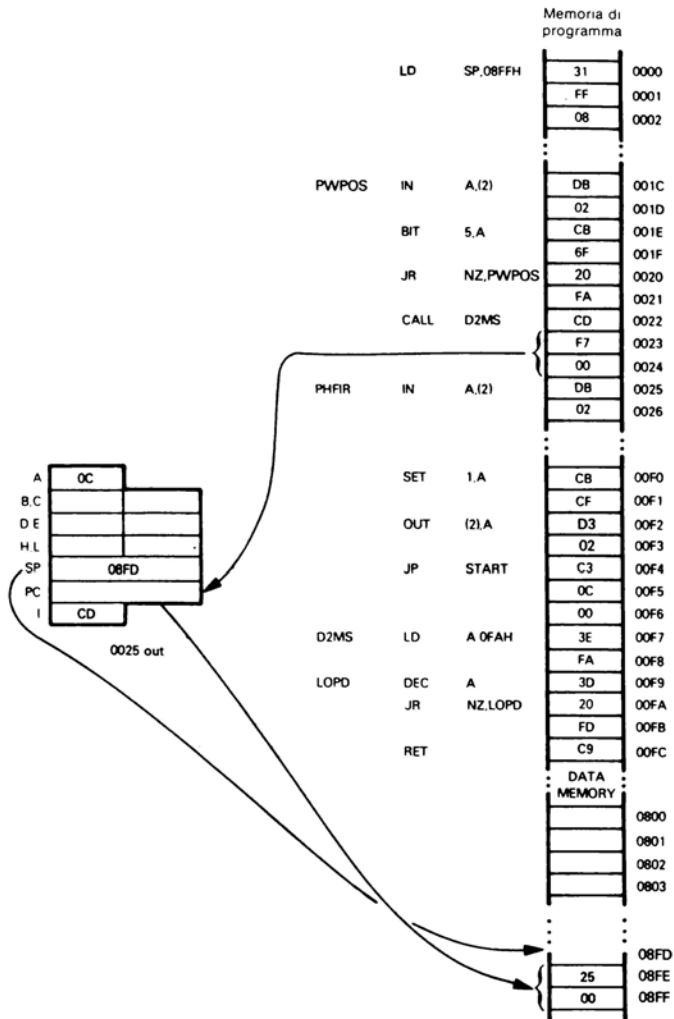 Memoria di
programma
LD SP,08FFH 31 0000
FF 0001
08 0002
PWPOS IN A,(2) DB 001C
02 001D
BIT 5,A CB 001E
6F 001F
JR NZ,PWPOS 20 0020
FA 0021
CALL D2MS CD 0022
F7 0023
00 0024
PHFIR IN A,(2) DB 0025
02 0026
SET 1,A CB 00F0
CF 00F1
OUT (2),A D3 00F2
02 00F3
JP START C3 00F4
0C 00F5
00 00F6
D2MS LD A 0FAH 3E 00F7
FA 00F8
LOPD DEC A 3D 00F9
JR NZ,LOPD 20 00FA
FD 00FB
RET C9 00FC
DATA
MEMORY
0800
0801
0802
0803
08FD
25 08FE
00 08FF
A 0C
B,C
D E
H.L
SP 08FD
PC
I CD
0025 out